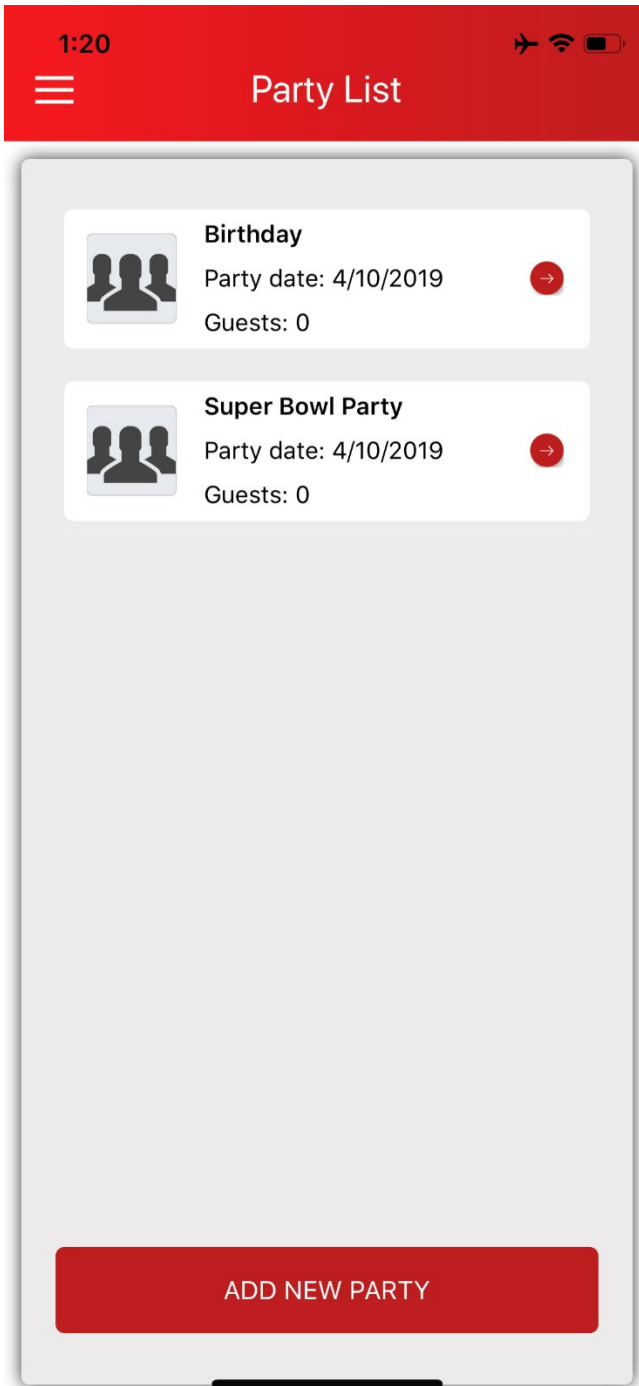 1:20
Party List
Birthday
Party date: 4/10/2019
Guests: 0
Super Bowl Party
Party date: 4/10/2019
Guests: 0
ADD NEW PARTY